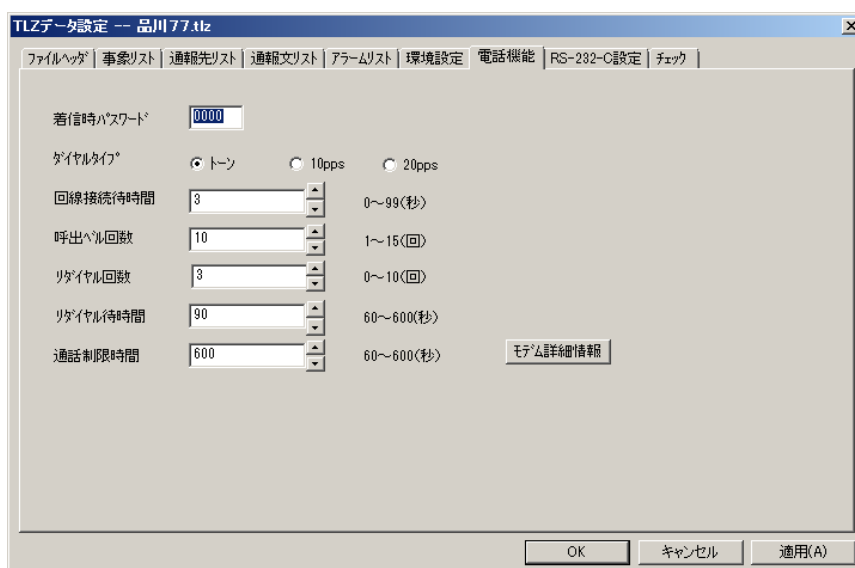 TLZデータ設定 -- 品川77.tlz
ファイルヘッダ 事象リスト 通報先リスト 通報文リスト アラームリスト 環境設定 電話機能 RS-232-C設定 チェック
着信時パスワード 0000
ダイヤルタイプ トーン 10pps 20pps
回線接続待時間 3 0～99(秒)
呼出ベル回数 10 1～15(回)
リダイヤル回数 3 0～10(回)
リダイヤル待時間 90 60～600(秒)
通話制限時間 600 60～600(秒) モデム詳細情報
OK キャンセル 適用(A)